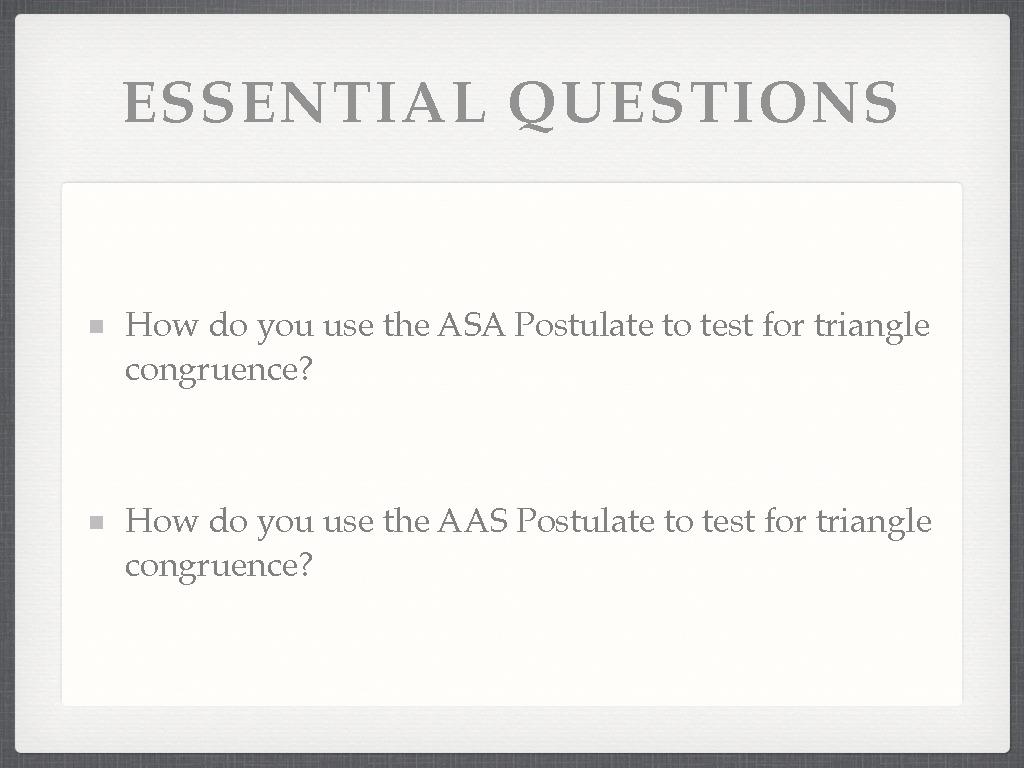 ESSENTIAL QUESTIONS
How do you use the ASA Postulate to test for triangle
congruence?
How do you use the AAS Postulate to test for triangle
congruence?